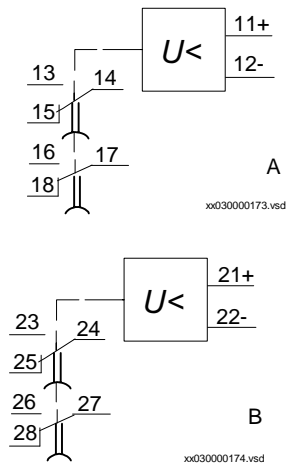 11+
U<
12-
13
14
15
16
17
18
A
xx030000173.vsd
21+
U<
22-
23
24
25
26
27
28
B
xx030000174.vsd